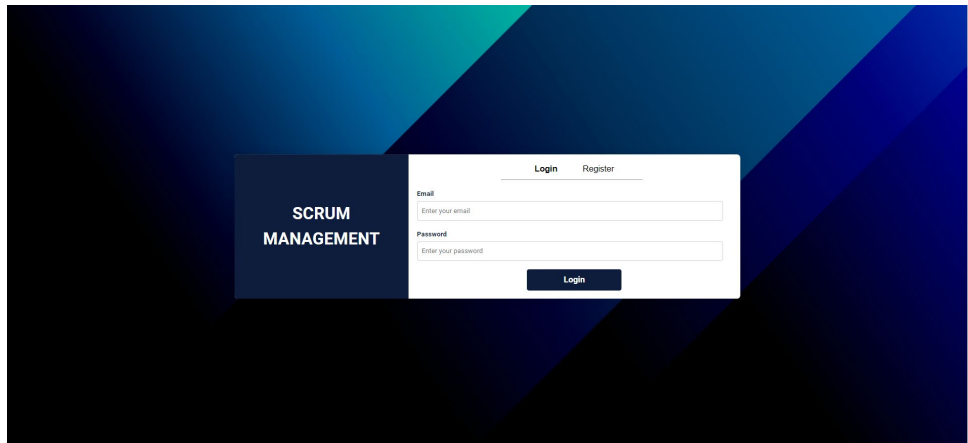 SCRUM
MANAGEMENT
Login Register
Email
Enter your email
Password
Enter your password
Login